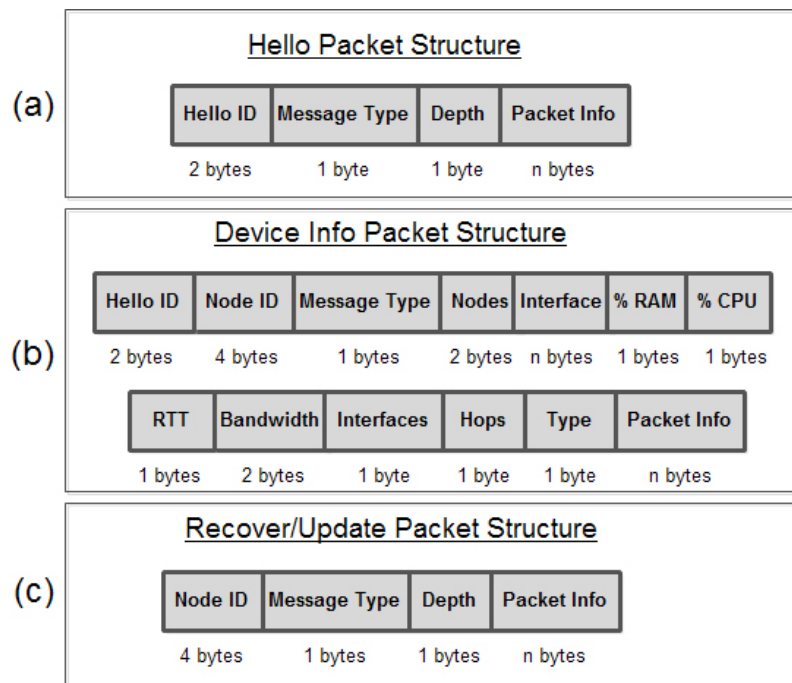 (a)
Hello Packet Structure
Hello ID Message Type Depth Packet Info
2 bytes 1 byte 1 byte n bytes
(b)
Device Info Packet Structure
Hello ID Node ID Message Type Nodes Interface % RAM % CPU
2 bytes 4 bytes 1 bytes 2 bytes n bytes 1 bytes 1 bytes
RTT Bandwidth Interfaces Hops Type Packet Info
1 bytes 2 bytes 1 byte 1 byte 1 byte n bytes
(c)
Recover/Update Packet Structure
Node ID Message Type Depth Packet Info
4 bytes 1 bytes 1 bytes n bytes